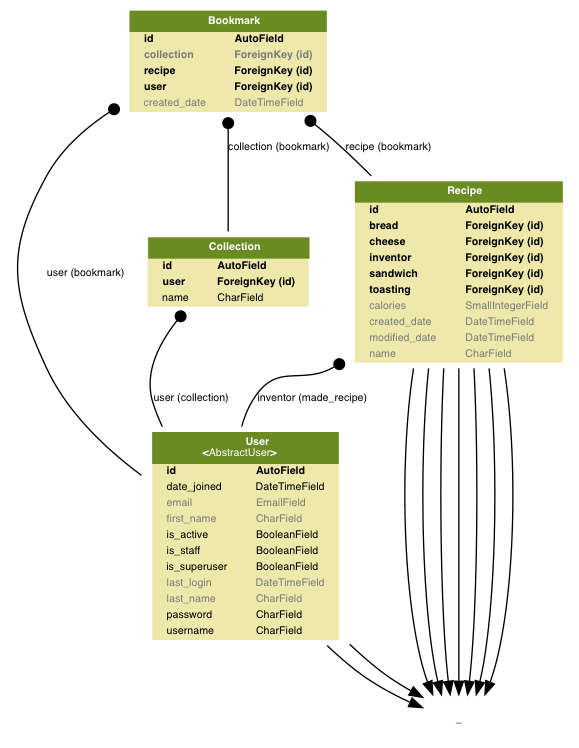 Bookmark
id AutoField
collection ForeignKey (id)
recipe ForeignKey (id)
user ForeignKey (id)
created_date DateTimeField
collection (bookmark)
recipe (bookmark)
Recipe
id AutoField
bread ForeignKey (id)
cheese ForeignKey (id)
inventor ForeignKey (id)
sandwich ForeignKey (id)
toasting ForeignKey (id)
calories SmallIntegerField
created_date DateTimeField
modified_date DateTimeField
name CharField
Collection
id AutoField
user ForeignKey (id)
name CharField
user (bookmark)
user (collection)
inventor (made_recipe)
User
<AbstractUser>
id AutoField
date_joined DateTimeField
email EmailField
first_name CharField
is_active BooleanField
is_staff BooleanField
is_superuser BooleanField
last_login DateTimeField
last_name CharField
password CharField
username CharField
_